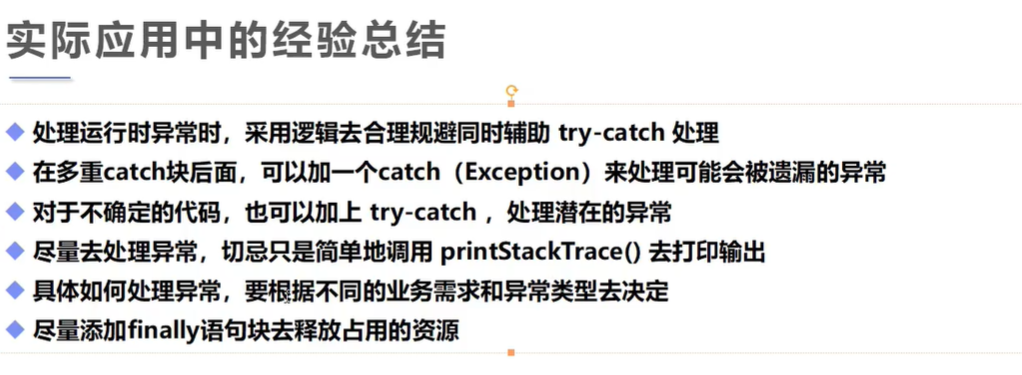 实际应用中的经验总结
处理运行时异常时，采用逻辑去合理规避同时辅助 try-catch 处理
在多重catch块后面，可以加一个catch（Exception）来处理可能会被遗漏的异常
对于不确定的代码，也可以加上 try-catch ，处理潜在的异常
尽量去处理异常，切忌只是简单地调用 printStackTrace() 去打印输出
具体如何处理异常，要根据不同的业务需求和异常类型去决定
尽量添加finally语句块去释放占用的资源